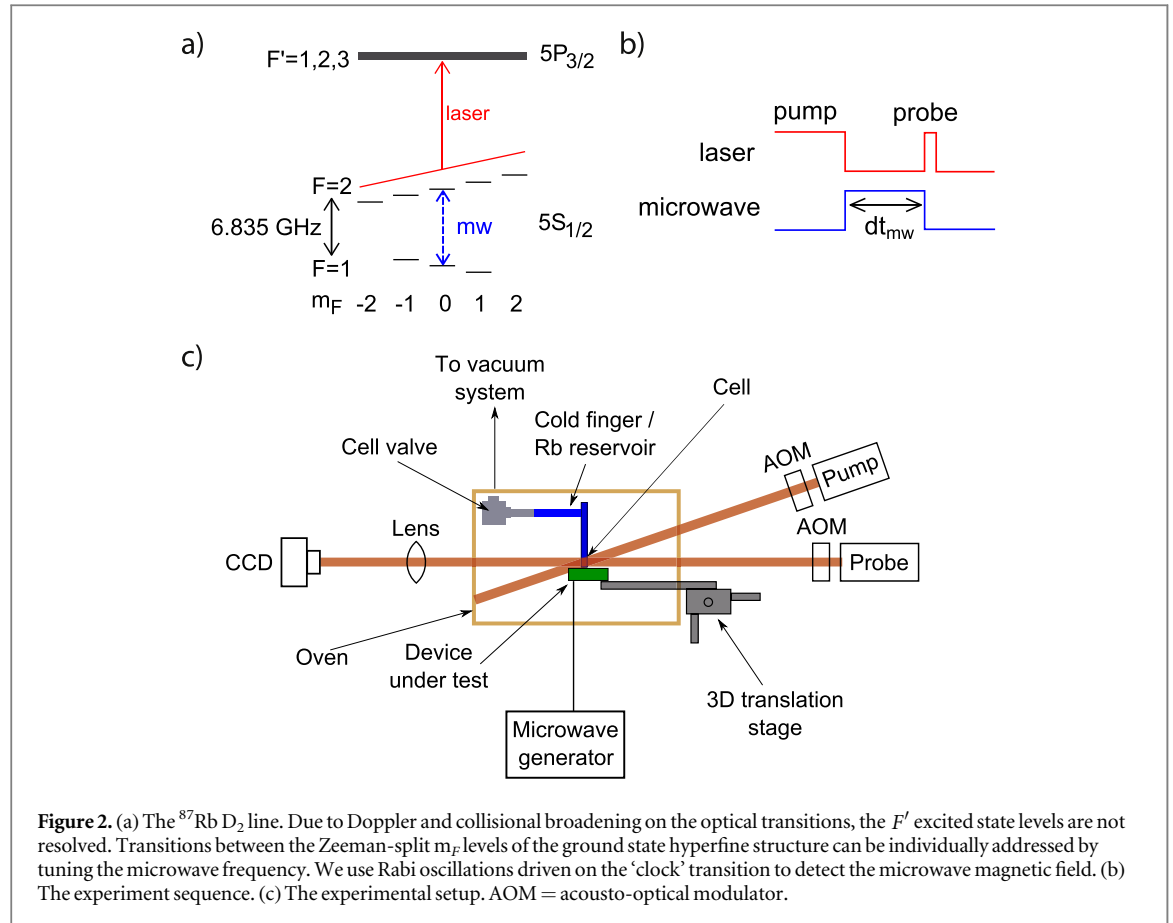 a)
F'=1,2,3
5P3/2
laser
F=2
6.835 GHz
mw
5S1/2
F=1
mF -2 -1 0 1 2
b)
pump
probe
laser
microwave
dtmw
c)
To vacuum
system
Cell
Cold finger /
Rb reservoir
Cell valve
AOM
Pump
Lens
AOM
CCD
Probe
Oven
Device
under test
3D translation
stage
Microwave
generator
Figure 2. (a) The 87Rb D2 line. Due to Doppler and collisional broadening on the optical transitions, the F′ excited state levels are not
resolved. Transitions between the Zeeman-split mF levels of the ground state hyperfine structure can be individually addressed by
tuning the microwave frequency. We use Rabi oscillations driven on the ‘clock’ transition to detect the microwave magnetic field. (b)
The experiment sequence. (c) The experimental setup. AOM = acousto-optical modulator.